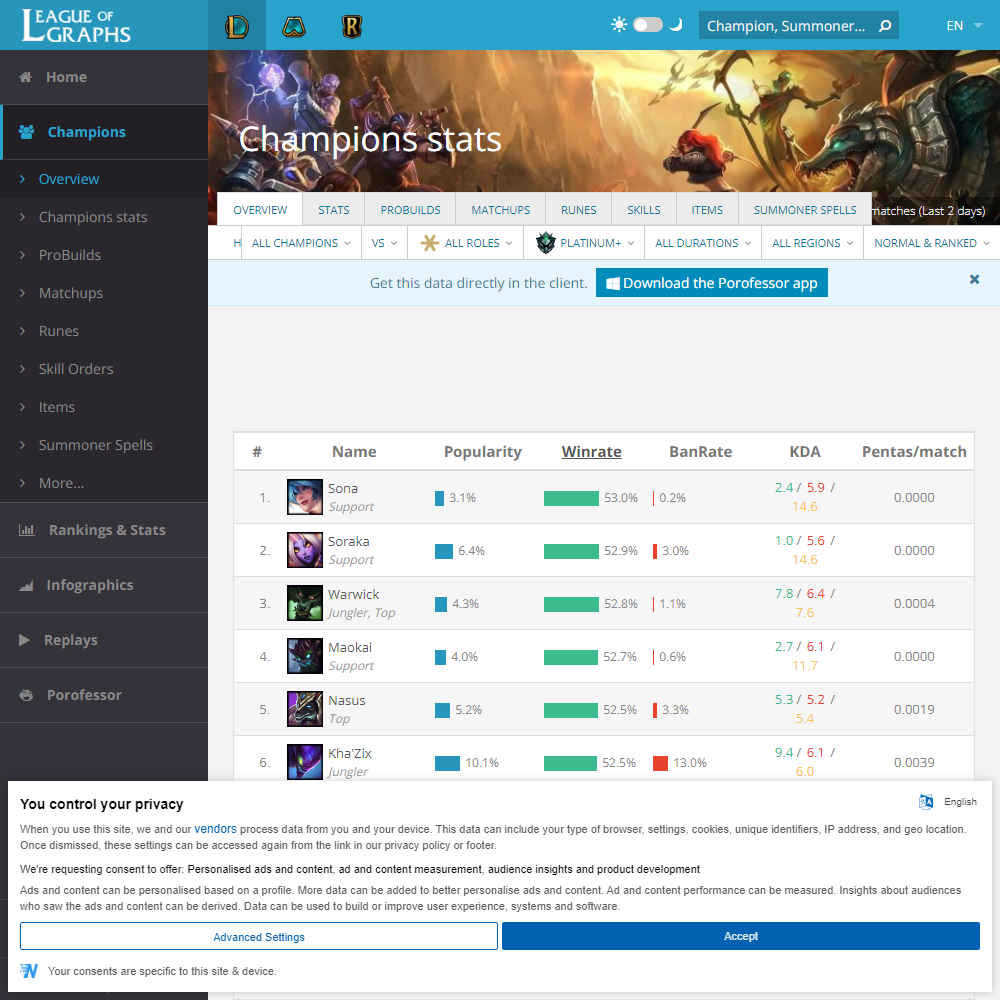 LEAGUE OF GRAPHS
Champion, Summoner...
EN
Home
Champions
Overview
Champions stats
ProBuilds
Matchups
Runes
Skill Orders
Items
Summoner Spells
More...
Rankings & Stats
Infographics
Replays
Porofessor
Champions stats
OVERVIEW STATS PROBUILDS MATCHUPS RUNES SKILLS ITEMS SUMMONER SPELLS
matches (Last 2 days)
H ALL CHAMPIONS VS ALL ROLES PLATINUM+ ALL DURATIONS ALL REGIONS NORMAL & RANKED
Get this data directly in the client. Download the Porofessor app
# Name Popularity Winrate BanRate KDA Pentas/match
1. Sona Support 3.1% 53.0% 0.2% 2.4 / 5.9 / 14.6 0.0000
2. Soraka Support 6.4% 52.9% 3.0% 1.0 / 5.6 / 14.6 0.0000
3. Warwick Jungler, Top 4.3% 52.8% 1.1% 7.8 / 6.4 / 7.6 0.0004
4. Maokai Support 4.0% 52.7% 0.6% 2.7 / 6.1 / 11.7 0.0000
5. Nasus Top 5.2% 52.5% 3.3% 5.3 / 5.2 / 5.4 0.0019
6. Kha'Zix Jungler 10.1% 52.5% 13.0% 9.4 / 6.1 / 6.0 0.0039
You control your privacy
English
When you use this site, we and our vendors process data from you and your device. This data can include your type of browser, settings, cookies, unique identifiers, IP address, and geo location.
Once dismissed, these settings can be accessed again from the link in our privacy policy or footer.
We're requesting consent to offer: Personalised ads and content, ad and content measurement, audience insights and product development
Ads and content can be personalised based on a profile. More data can be added to better personalise ads and content. Ad and content performance can be measured. Insights about audiences
who saw the ads and content can be derived. Data can be used to build or improve user experience, systems and software.
Advanced Settings
Accept
Your consents are specific to this site & device.